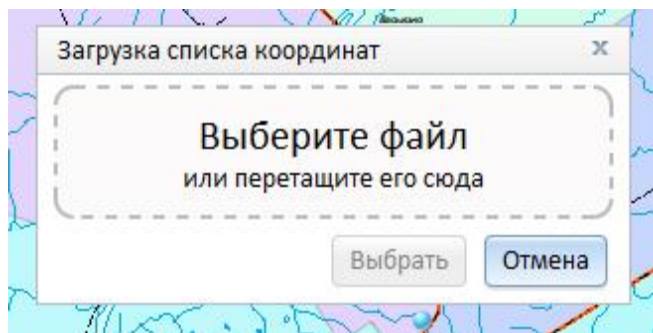 Загрузка списка координат x
Выберите файл
или перетащите его сюда
Выбрать Отмена